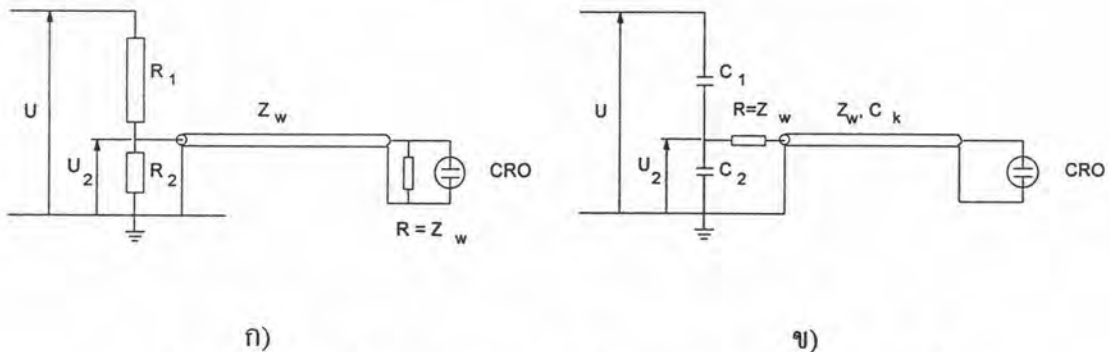 U
R 1
Z w
U 2
R 2
CRO
R = Z w
ก)
U
C 1
R=Z w
Z w, C k
U 2
C 2
CRO
ข)